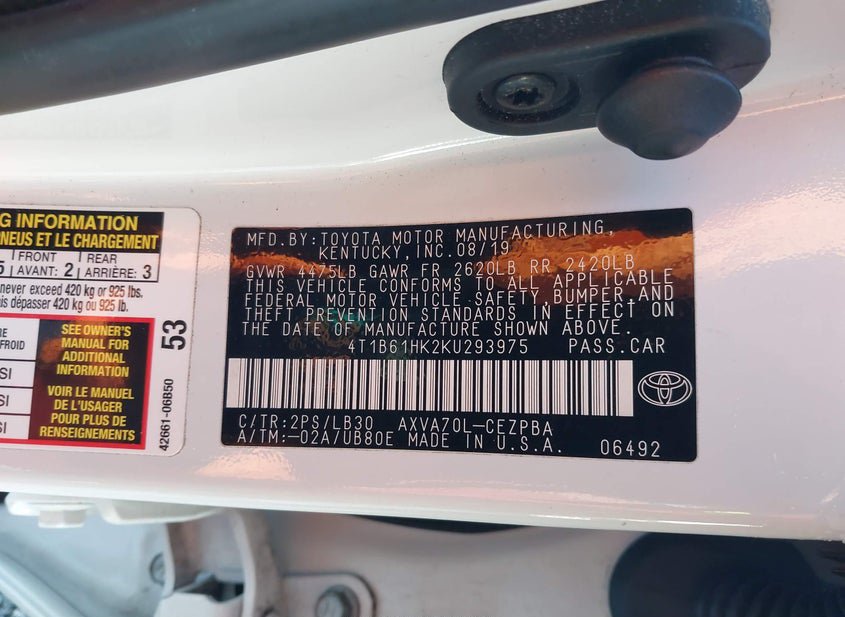 G INFORMATION
NEUS ET LE CHARGEMENT
FRONT
REAR
AVANT: 2
ARRIÈRE: 3
never exceed 420 kg or 925 lbs.
dépasser 420 kg ou 925 lb.
SEE OWNER'S
MANUAL FOR
ADDITIONAL
INFORMATION
VOIR LE MANUEL
DE L'USAGER
POUR PLUS DE
RENSEIGNEMENTS
FROID
SI
SI
53
42661-06B50
MFD. BY: TOYOTA MOTOR MANUFACTURING,
KENTUCKY, INC. 08/19
GVWR 4475LB GAWR FR 2620LB RR 2420LB
THIS VEHICLE CONFORMS TO ALL APPLICABLE
FEDERAL MOTOR VEHICLE SAFETY, BUMPER, AND
THEFT PREVENTION STANDARDS IN EFFECT ON
THE DATE OF MANUFACTURE SHOWN ABOVE.
4T1B61HK2KU293975 PASS. CAR
C/TR: 2PS/LB30 AXVA70L-CEZPBA
A/TM: -02A/UB80E MADE IN U.S.A. 06492